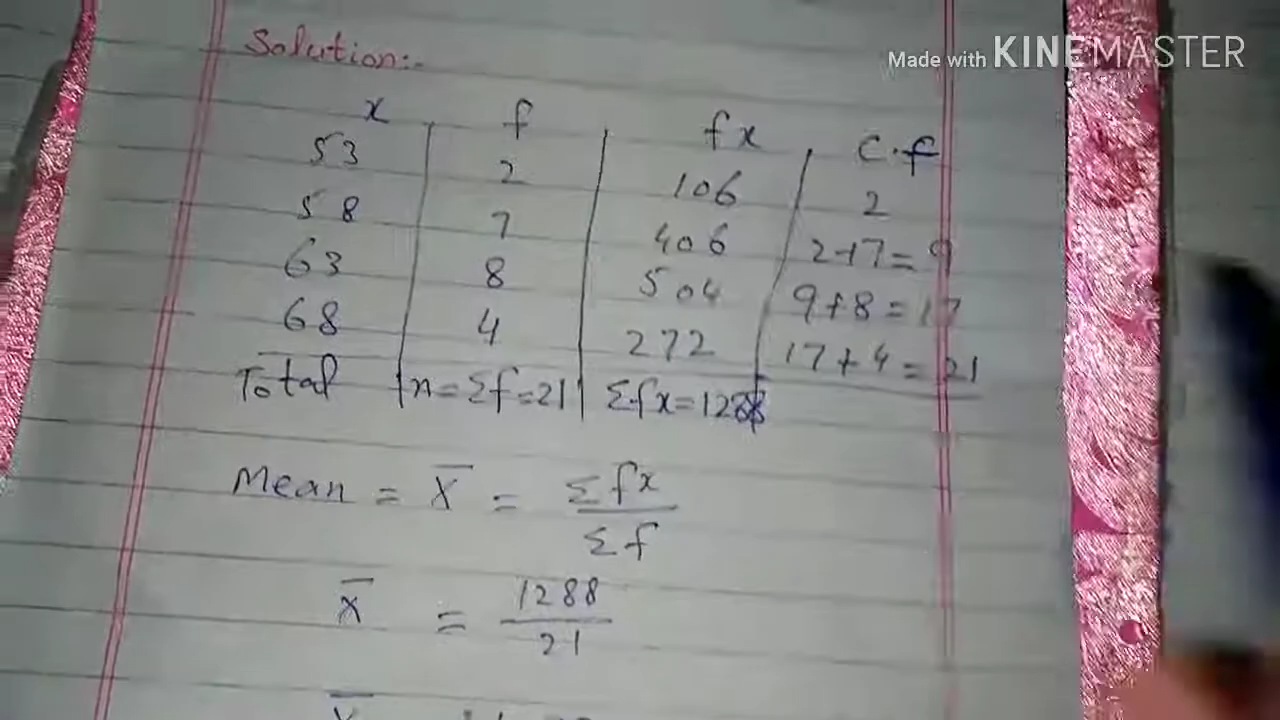 Made with KINEMASTER
Solution:-
x f fx c.f
53 2 106 2
58 7 406 2+7=9
63 8 504 9+8=17
68 4 272 17+4=21
Total n=Σf=21 Σfx=1288
Mean = X̄ = Σfx / Σf
x̄ = 1288 / 21